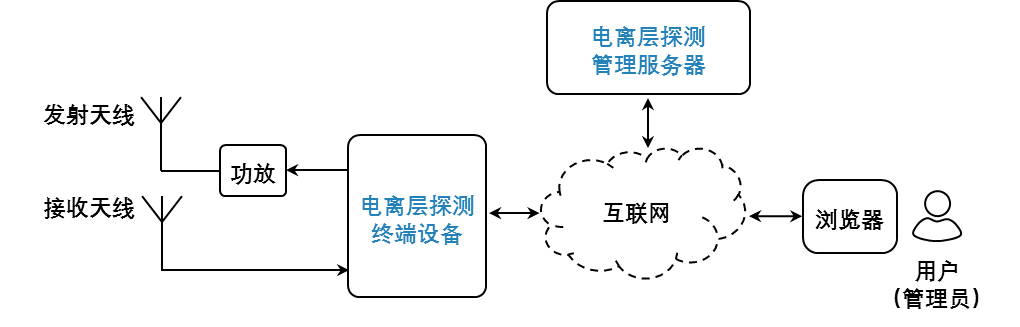 电离层探测
管理服务器
发射天线
功放
接收天线
电离层探测
终端设备
互联网
浏览器
用户
(管理员)